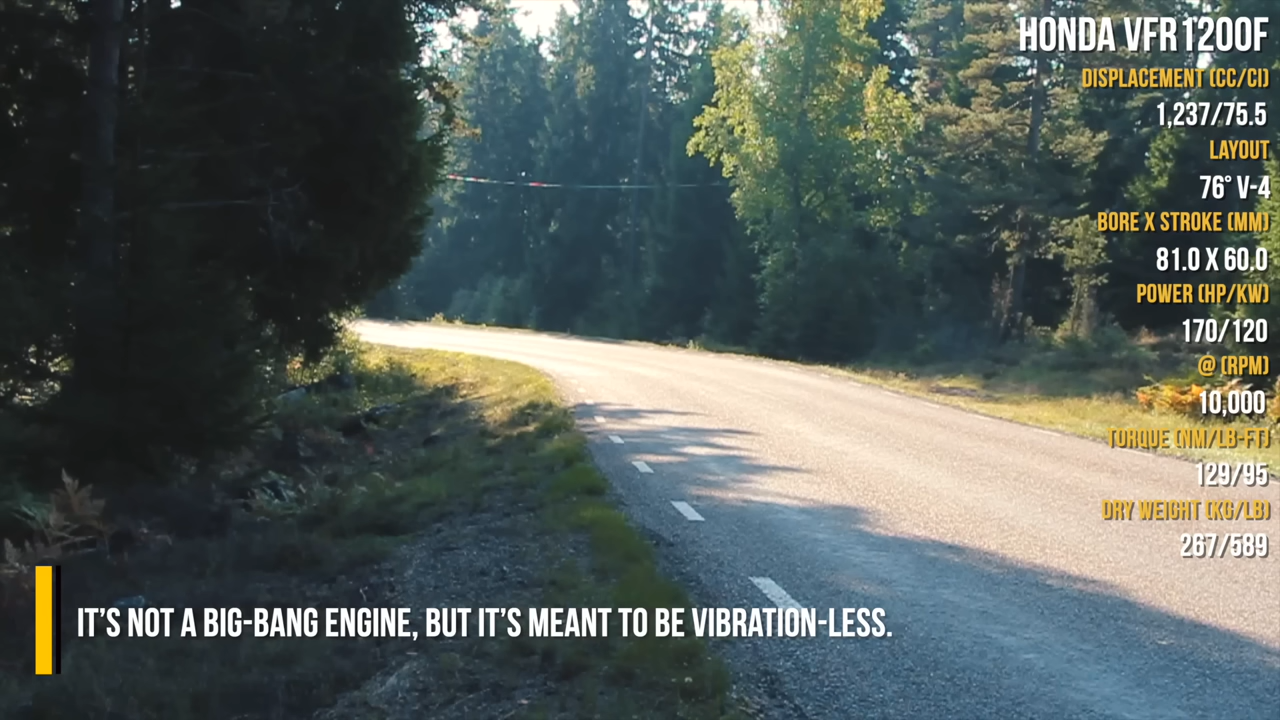 HONDA VFR1200F
DISPLACEMENT (CC/CI)
1,237/75.5
LAYOUT
76° V-4
BORE X STROKE (MM)
81.0 X 60.0
POWER (HP/KW)
170/120
@ (RPM)
10,000
TORQUE (NM/LB-FT)
129/95
DRY WEIGHT (KG/LB)
267/589
IT'S NOT A BIG-BANG ENGINE, BUT IT'S MEANT TO BE VIBRATION-LESS.